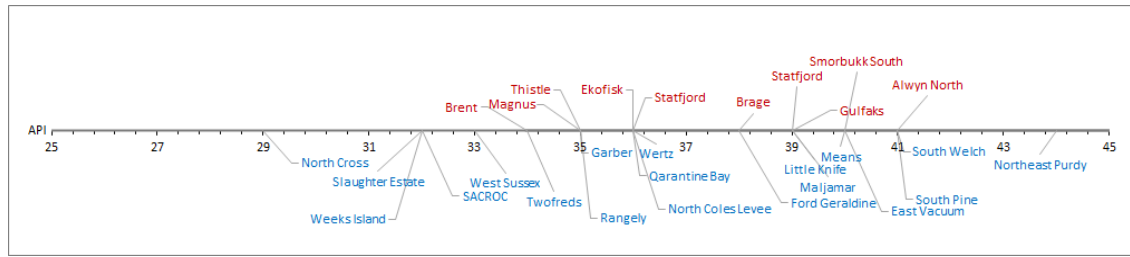 Smorbukk South
Statfjord
Alwyn North
Thistle
Ekofisk
Statfjord
Brage
Brent
Magnus
Gulfaks
API
25
27
29
31
33
35
37
39
41
43
45
North Cross
Slaughter Estate
Weeks Island
SACROC
West Sussex
Twofreds
Garber
Rangely
Wertz
Qarantine Bay
North Coles Levee
Means
Little Knife
Maljamar
Ford Geraldine
South Welch
South Pine
East Vacuum
Northeast Purdy